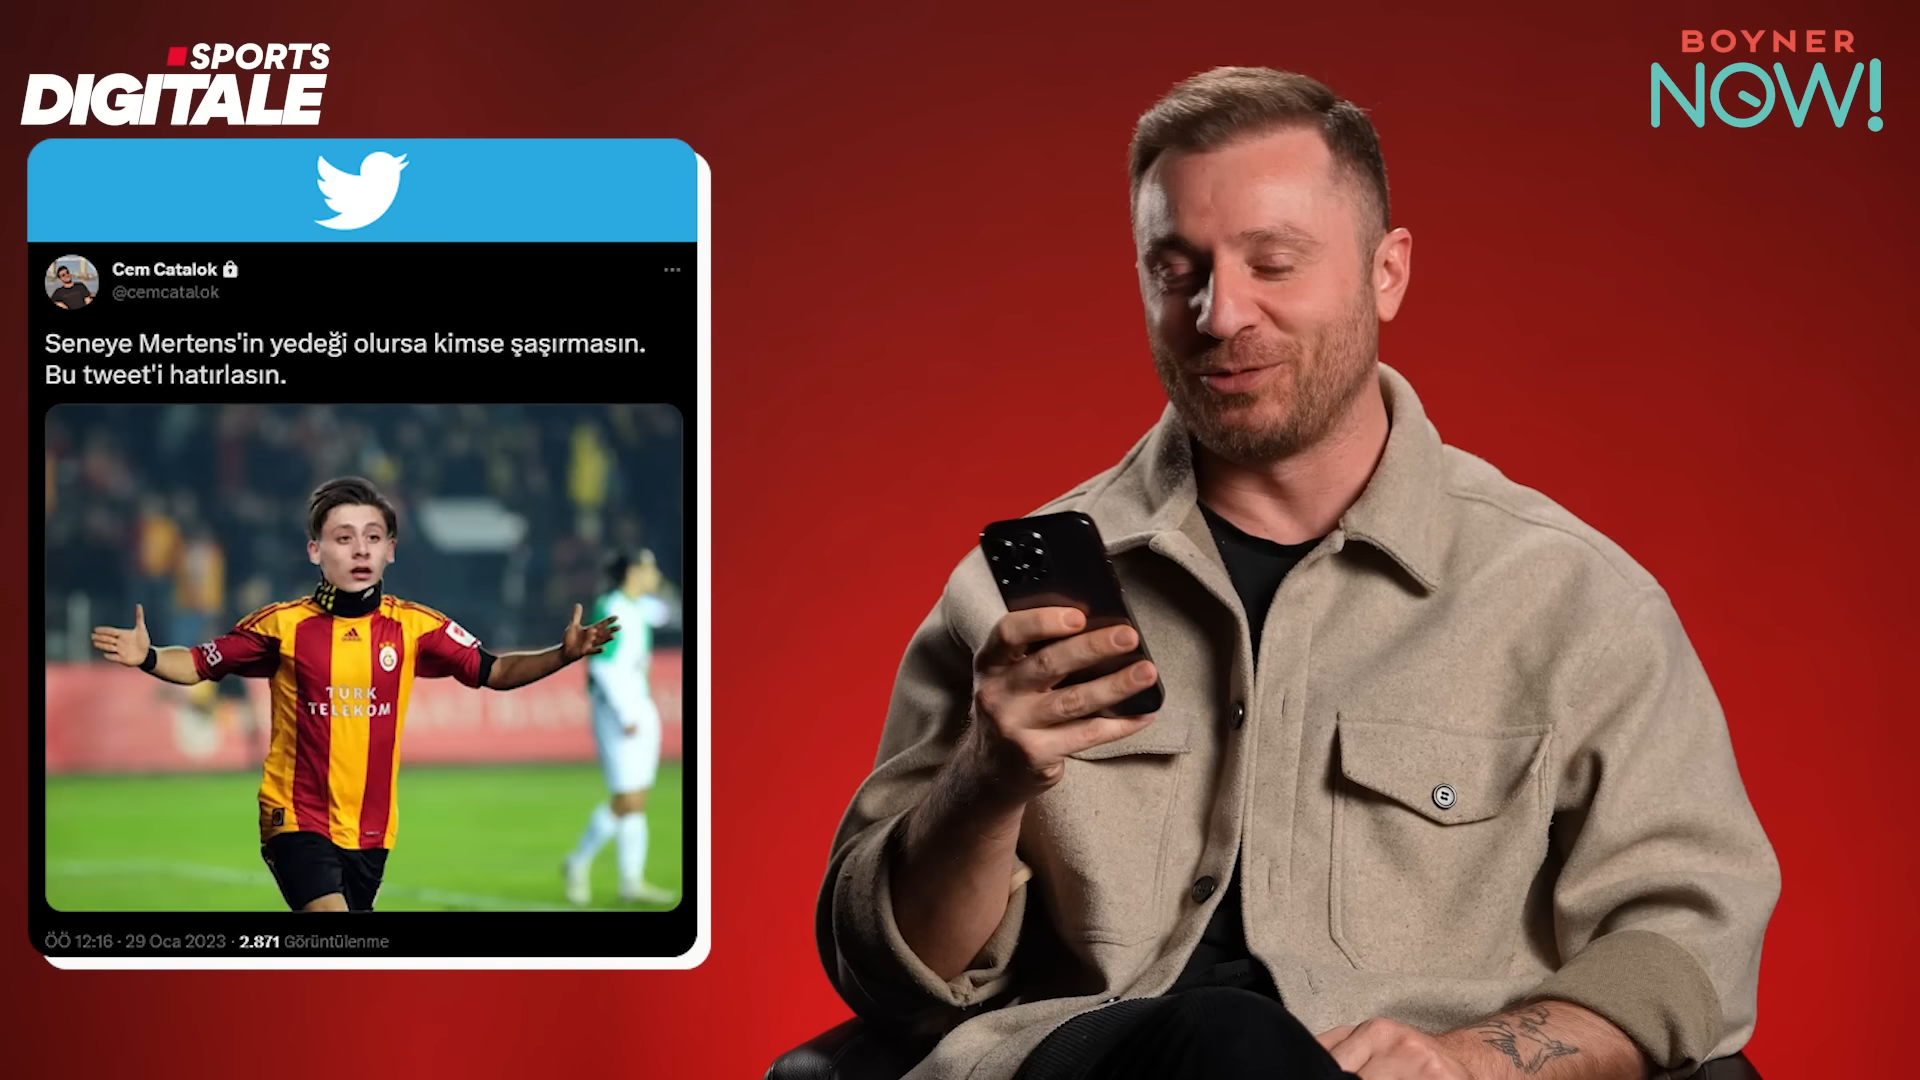 SPORTS
DIGITALE
BOYNER
NOW!
Cem Catalok
@cemcatalok
Seneye Mertens'in yedeği olursa kimse şaşırmasın.
Bu tweet'i hatırlasın.
TÜRK
TELEKOM
ÖÖ 12:16 · 29 Oca 2023 · 2.871 Görüntülenme